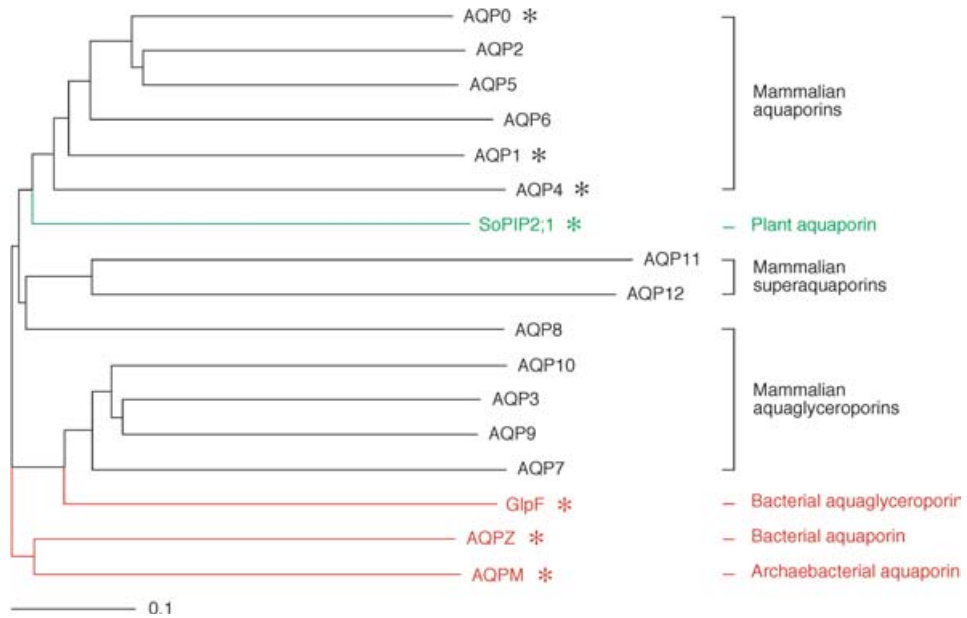 AQP0 *
AQP2
AQP5
AQP6
AQP1 *
AQP4 *
Mammalian
aquaporins
SoPIP2;1 *
Plant aquaporin
AQP11
AQP12
Mammalian
superaquaporins
AQP8
AQP10
AQP3
AQP9
AQP7
Mammalian
aquaglyceroporins
GlpF *
Bacterial aquaglyceroporin
AQPZ *
Bacterial aquaporin
AQPM *
Archaebacterial aquaporin
0.1